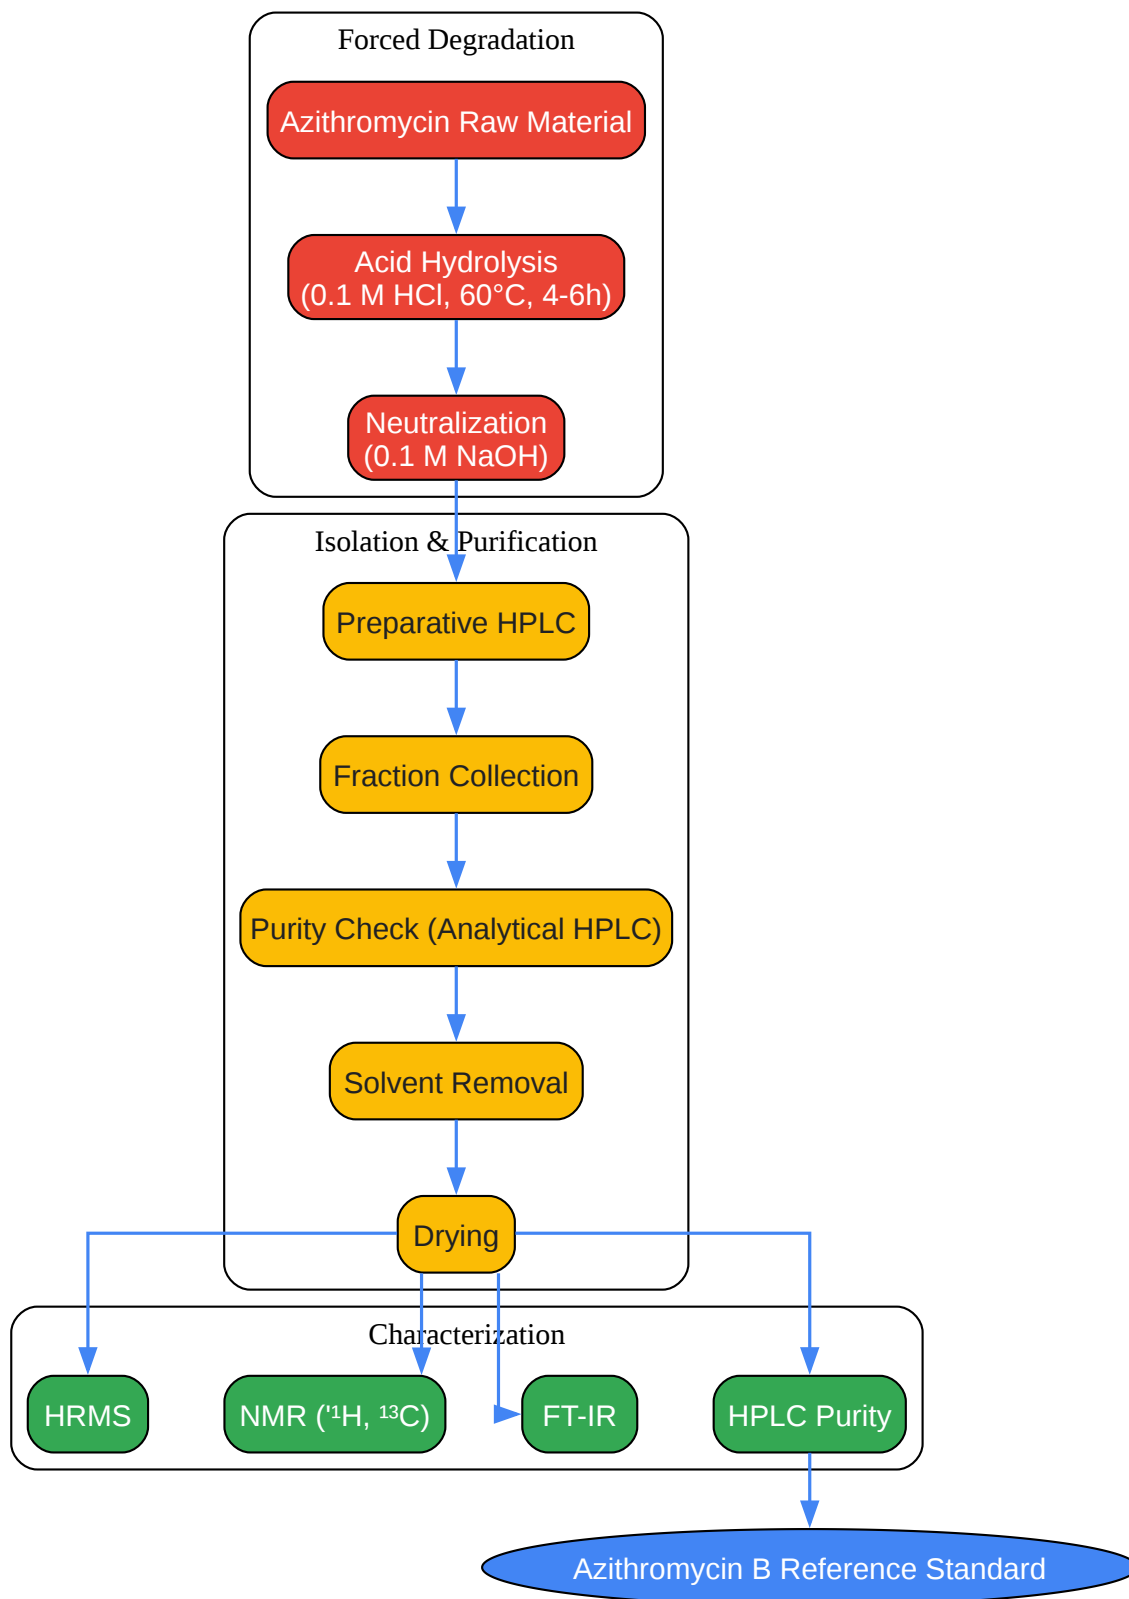 Forced Degradation
Azithromycin Raw Material
Acid Hydrolysis
(0.1 M HCl, 60°C, 4-6h)
Neutralization
(0.1 M NaOH)
Isolation & Purification
Preparative HPLC
Fraction Collection
Purity Check (Analytical HPLC)
Solvent Removal
Drying
Characterization
HRMS
NMR ('¹H, ¹³C)
FT-IR
HPLC Purity
Azithromycin B Reference Standard